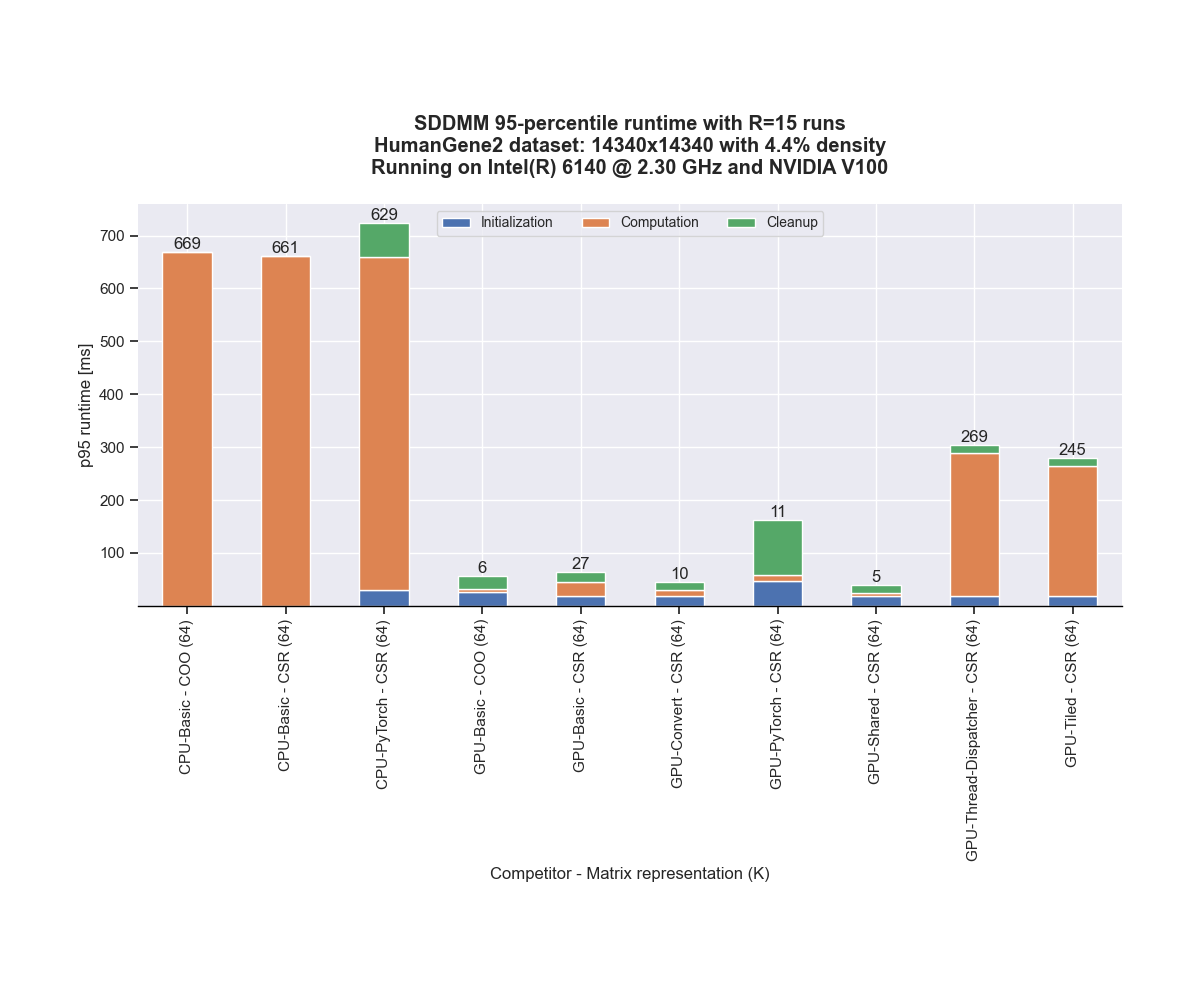 SDDMM 95-percentile runtime with R=15 runs
HumanGene2 dataset: 14340x14340 with 4.4% density
Running on Intel(R) 6140 @ 2.30 GHz and NVIDIA V100
Initialization Computation Cleanup
p95 runtime [ms]
700
600
500
400
300
200
100
669
661
629
6
27
10
11
5
269
245
CPU-Basic - COO (64)
CPU-Basic - CSR (64)
CPU-PyTorch - CSR (64)
GPU-Basic - COO (64)
GPU-Basic - CSR (64)
GPU-Convert - CSR (64)
GPU-PyTorch - CSR (64)
GPU-Shared - CSR (64)
GPU-Thread-Dispatcher - CSR (64)
GPU-Tiled - CSR (64)
Competitor - Matrix representation (K)